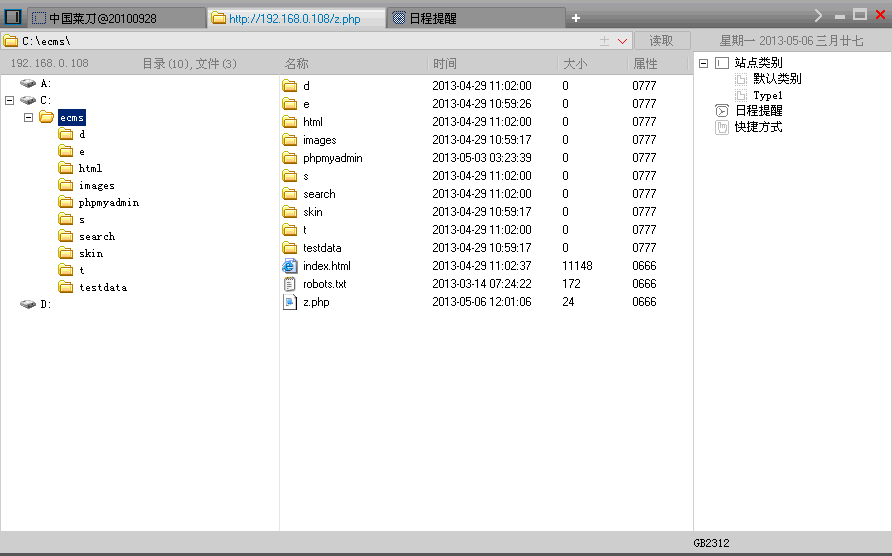 中国菜刀@20100928 http://192.168.0.108/z.php 日程提醒 +
C:\ecms\ 读取 星期一 2013-05-06 三月廿七
192.168.0.108 目录(10),文件(3)
A:
C:
ecms
d
e
html
images
phpmyadmin
s
search
skin
t
testdata
D:
名称 时间 大小 属性
d 2013-04-29 11:02:00 0 0777
e 2013-04-29 10:59:26 0 0777
html 2013-04-29 11:02:00 0 0777
images 2013-04-29 10:59:17 0 0777
phpmyadmin 2013-05-03 03:23:39 0 0777
s 2013-04-29 11:02:00 0 0777
search 2013-04-29 11:02:00 0 0777
skin 2013-04-29 10:59:17 0 0777
t 2013-04-29 11:02:00 0 0777
testdata 2013-04-29 10:59:17 0 0777
index.html 2013-04-29 11:02:37 11148 0666
robots.txt 2013-03-14 07:24:22 172 0666
z.php 2013-05-06 12:01:06 24 0666
站点类别
默认类别
Type1
日程提醒
快捷方式
GB2312